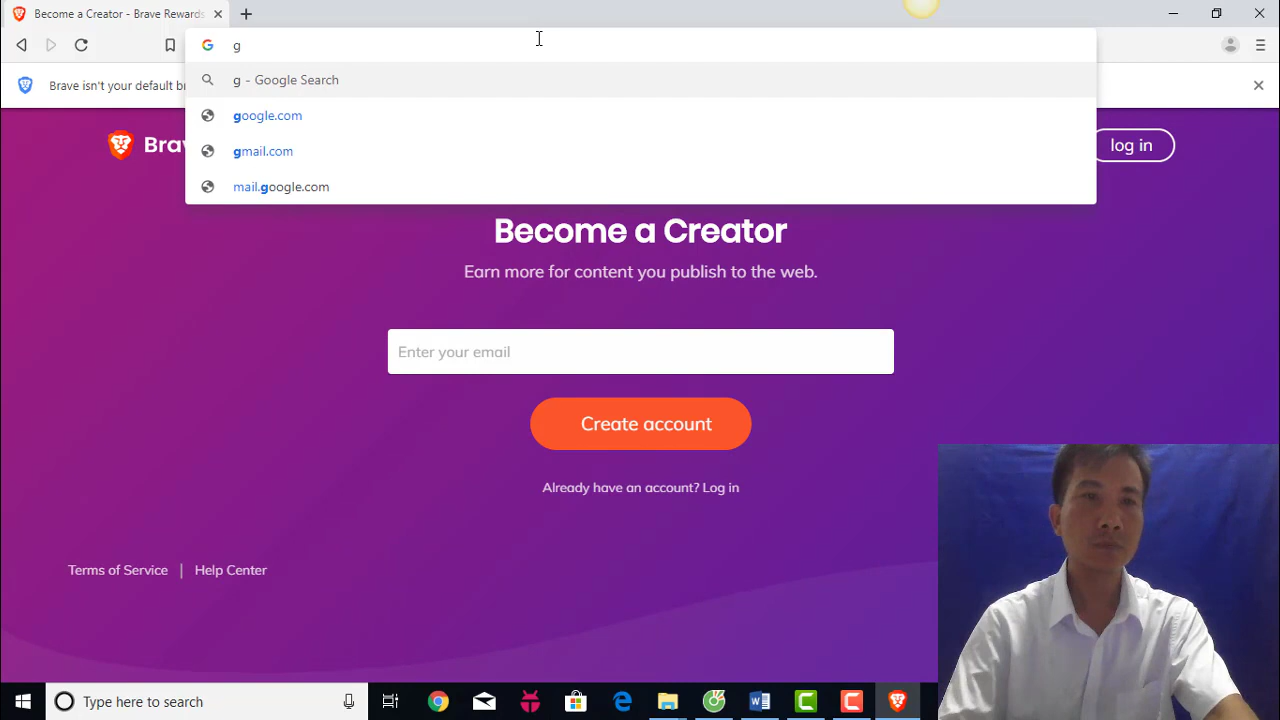 Become a Creator - Brave Rewards
g
Brave isn't your default br
g - Google Search
google.com
gmail.com
mail.google.com
Brav
log in
Become a Creator
Earn more for content you publish to the web.
Enter your email
Create account
Already have an account? Log in
Terms of Service | Help Center
Type here to search